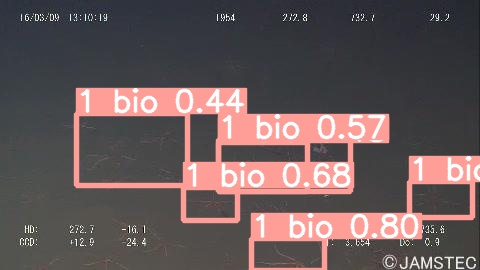 16/03/09 13:10:19 1954 272.8 732.7 29.2
1 bio 0.44
1 bio 0.57
1 bio 0.68
1 bio
1 bio 0.80
HD: 272.7 -16.1
CCD: +12.9 -24.4
3.654 Do: 0.9
©JAMSTEC